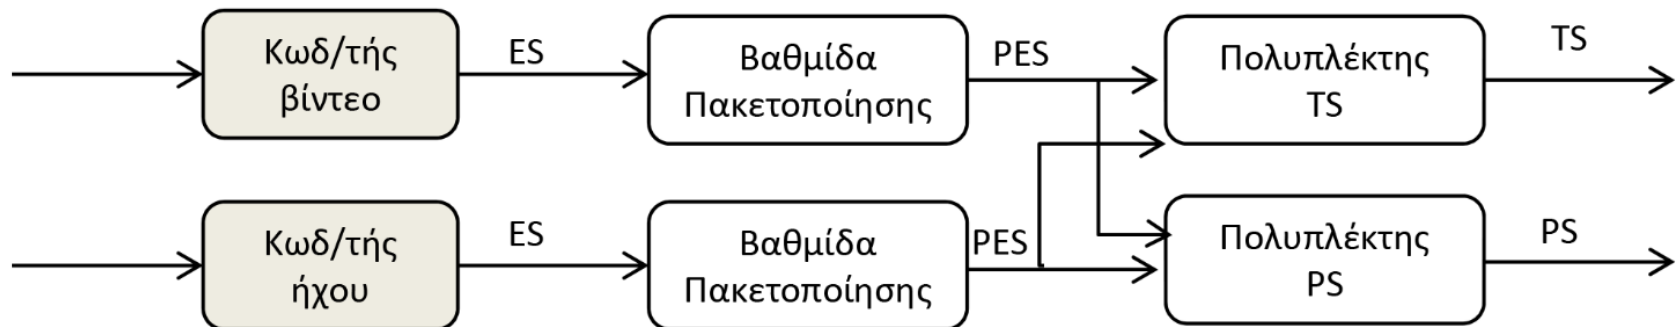 Κωδ/τής
βίντεο
ES
Βαθμίδα
Πακετοποίησης
PES
Πολυπλέκτης
TS
TS
Κωδ/τής
ήχου
ES
Βαθμίδα
Πακετοποίησης
PES
Πολυπλέκτης
PS
PS